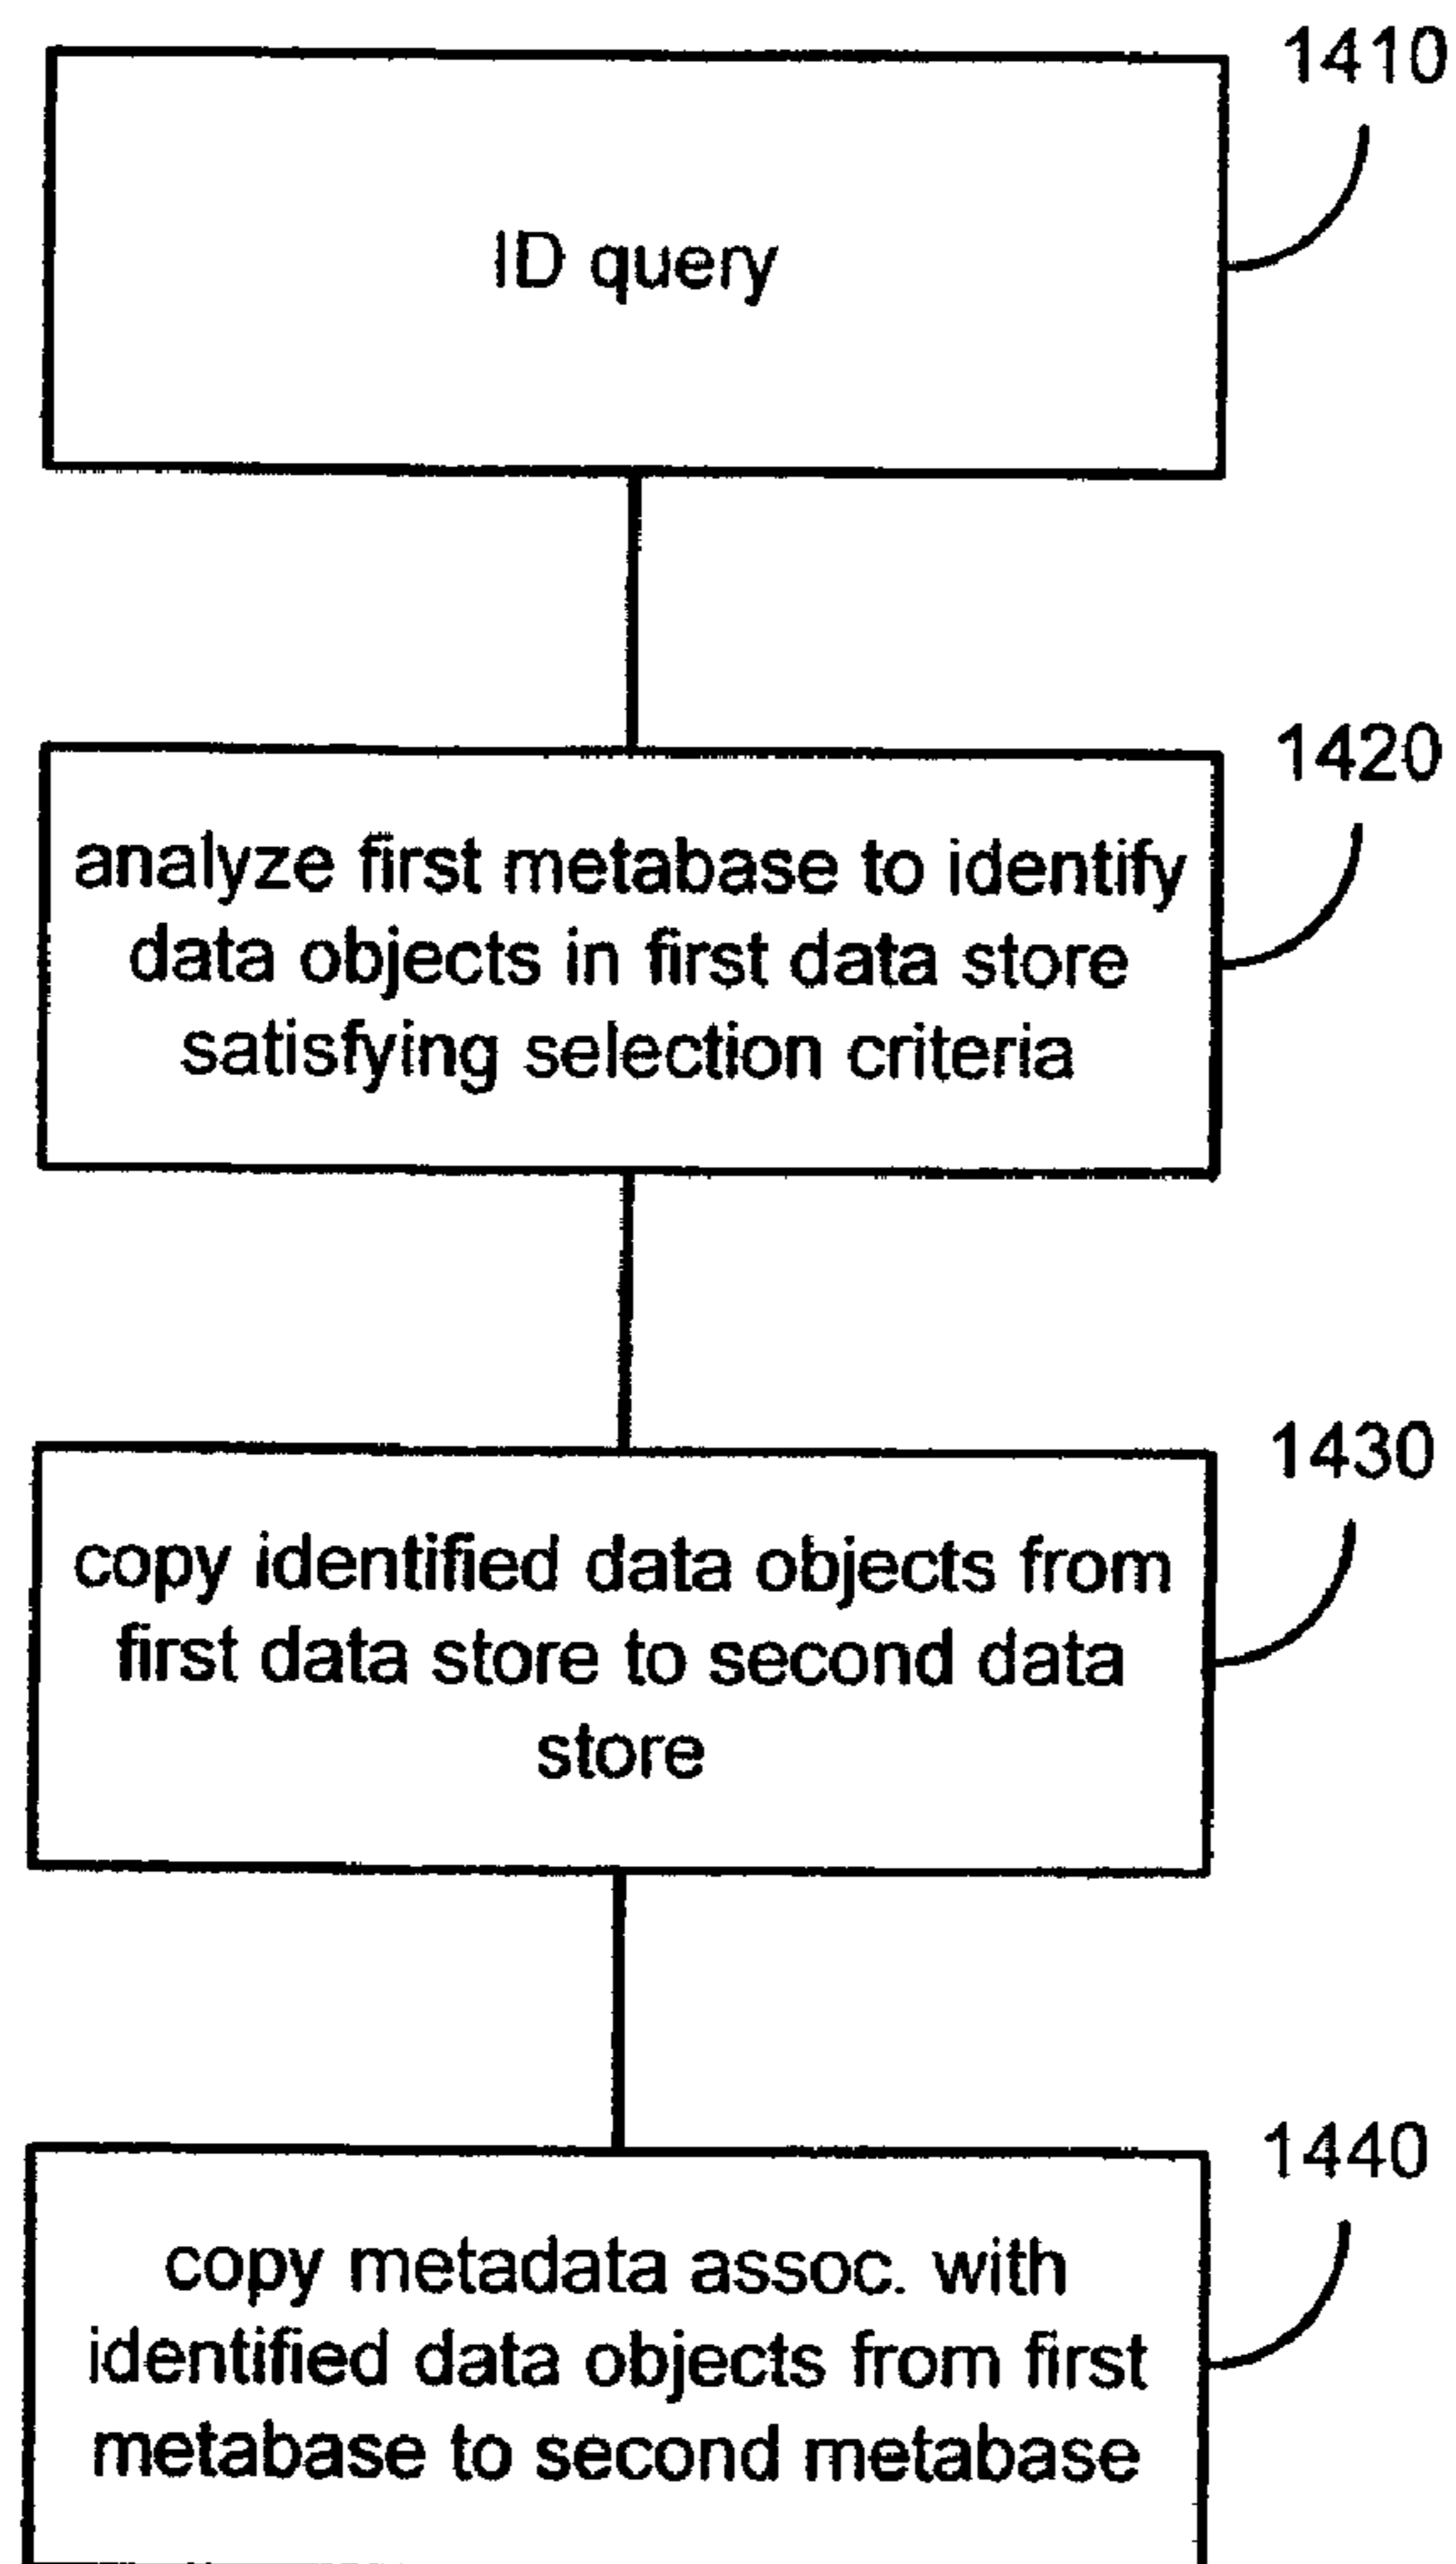 1410
ID query
1420
analyze first metabase to identify
data objects in first data store
satisfying selection criteria
1430
copy identified data objects from
first data store to second data
store
1440
copy metadata assoc. with
identified data objects from first
metabase to second metabase